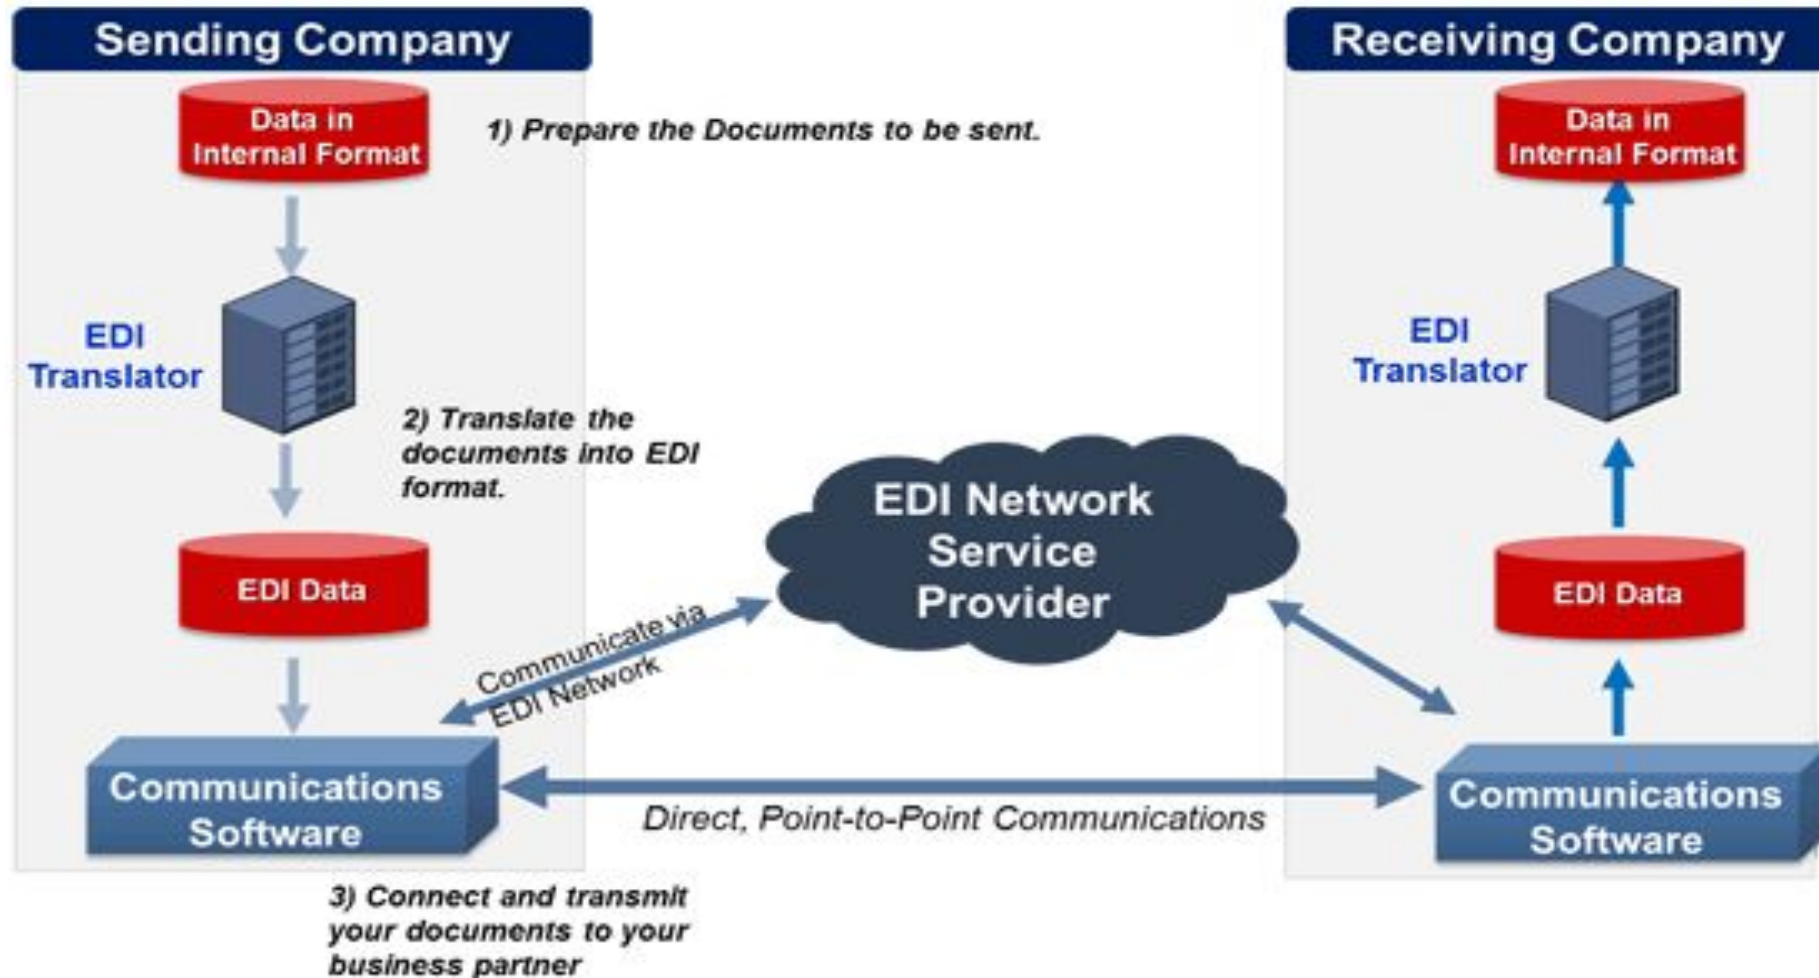 Sending Company
Data in
Internal Format
1) Prepare the Documents to be sent.
EDI
Translator
2) Translate the
documents into EDI
format.
EDI Data
Communicate via
EDI Network
Communications
Software
3) Connect and transmit
your documents to your
business partner
EDI Network
Service
Provider
Direct, Point-to-Point Communications
Receiving Company
Data in
Internal Format
EDI
Translator
EDI Data
Communications
Software